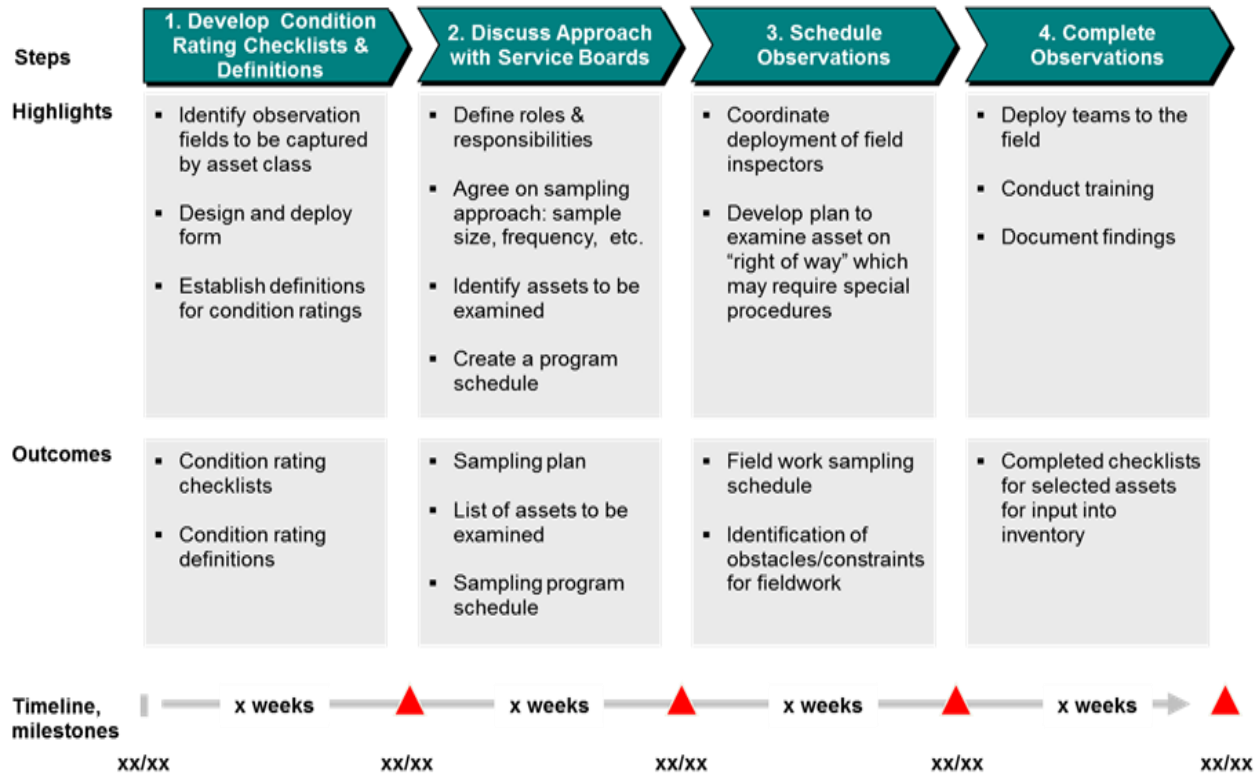 Steps
1. Develop Condition
Rating Checklists &
Definitions
2. Discuss Approach
with Service Boards
3. Schedule
Observations
4. Complete
Observations
Highlights
▪ Identify observation
fields to be captured
by asset class
▪ Design and deploy
form
▪ Establish definitions
for condition ratings
▪ Define roles &
responsibilities
▪ Agree on sampling
approach: sample
size, frequency, etc.
▪ Identify assets to be
examined
▪ Create a program
schedule
▪ Coordinate
deployment of field
inspectors
▪ Develop plan to
examine asset on
“right of way” which
may require special
procedures
▪ Deploy teams to the
field
▪ Conduct training
▪ Document findings
Outcomes
▪ Condition rating
checklists
▪ Condition rating
definitions
▪ Sampling plan
▪ List of assets to be
examined
▪ Sampling program
schedule
▪ Field work sampling
schedule
▪ Identification of
obstacles/constraints
for fieldwork
▪ Completed checklists
for selected assets
for input into
inventory
Timeline,
milestones
x weeks
x weeks
x weeks
x weeks
xx/xx
xx/xx
xx/xx
xx/xx
xx/xx